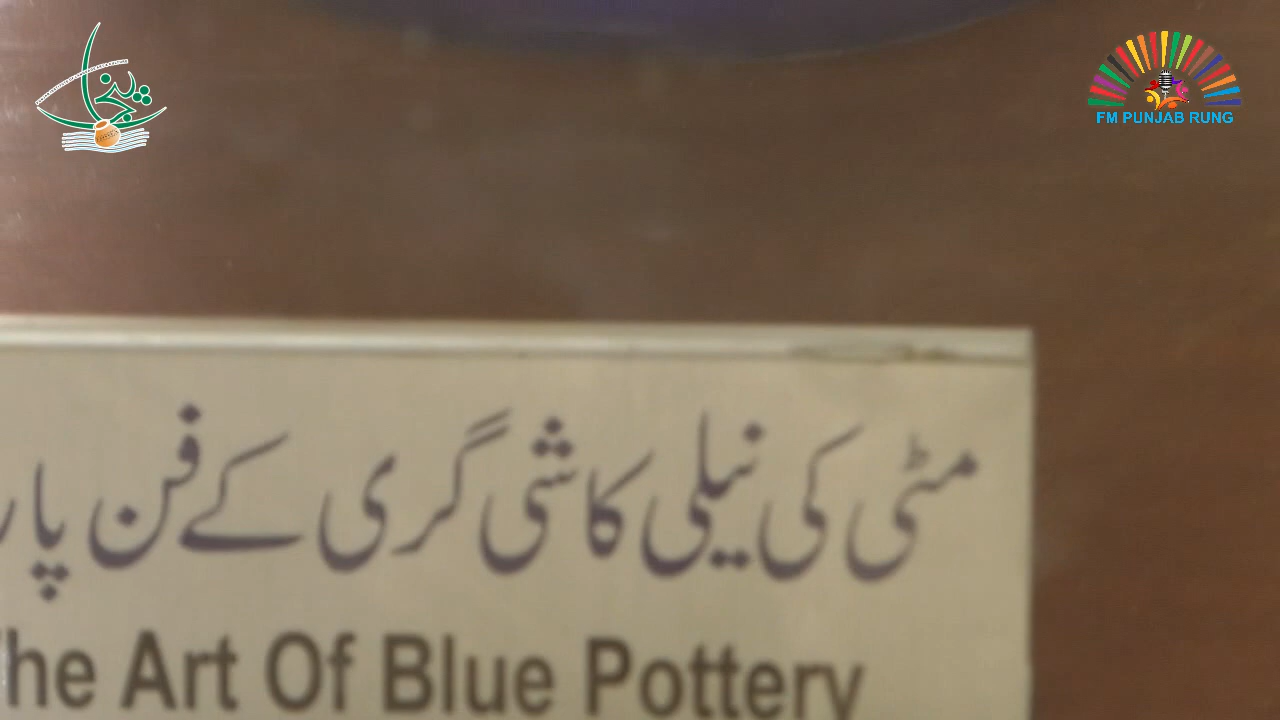 FM PUNJAB RUNG
مٹی کی نیلی کاشی گری کے فن
The Art Of Blue Pottery